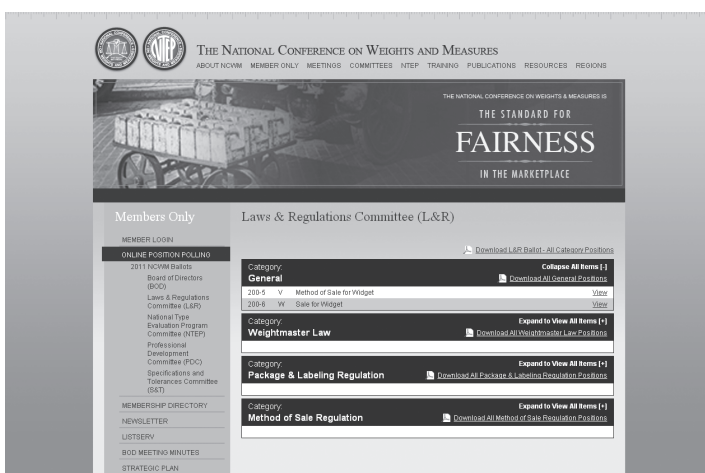 THE NATIONAL CONFERENCE ON WEIGHTS AND MEASURES
ABOUT NCWM MEMBER ONLY MEETINGS COMMITTEES NTEP TRAINING PUBLICATIONS RESOURCES REGIONS
NTEP
THE NATIONAL CONFERENCE ON WEIGHTS & MEASURES IS
THE STANDARD FOR
FAIRNESS
IN THE MARKETPLACE
Members Only
MEMBER LOGIN
ONLINE POSITION POLLING
2011 NCWM Ballots
Board of Directors
(BOD)
Laws & Regulations
Committee (L&R)
National Type
Evaluation Program
Committee (NTEP)
Professional
Development
Committee (PDC)
Specifications and
Tolerances Committee
(S&T)
MEMBERSHIP DIRECTORY
NEWSLETTER
LISTSERV
BOD MEETING MINUTES
STRATEGIC PLAN
Laws & Regulations Committee (L&R)
Download L&R Ballot - All Category Positions
Category: Collapse All Items [-]
General Download All General Positions
200-5 V Method of Sale for Widget View
200-6 W Sale for Widget View
Category: Expand to View All Items [+]
Weightmaster Law Download All Weightmaster Law Positions
Category: Expand to View All Items [+]
Package & Labeling Regulation Download All Package & Labeling Regulation Positions
Category: Expand to View All Items [+]
Method of Sale Regulation Download All Method of Sale Regulation Positions